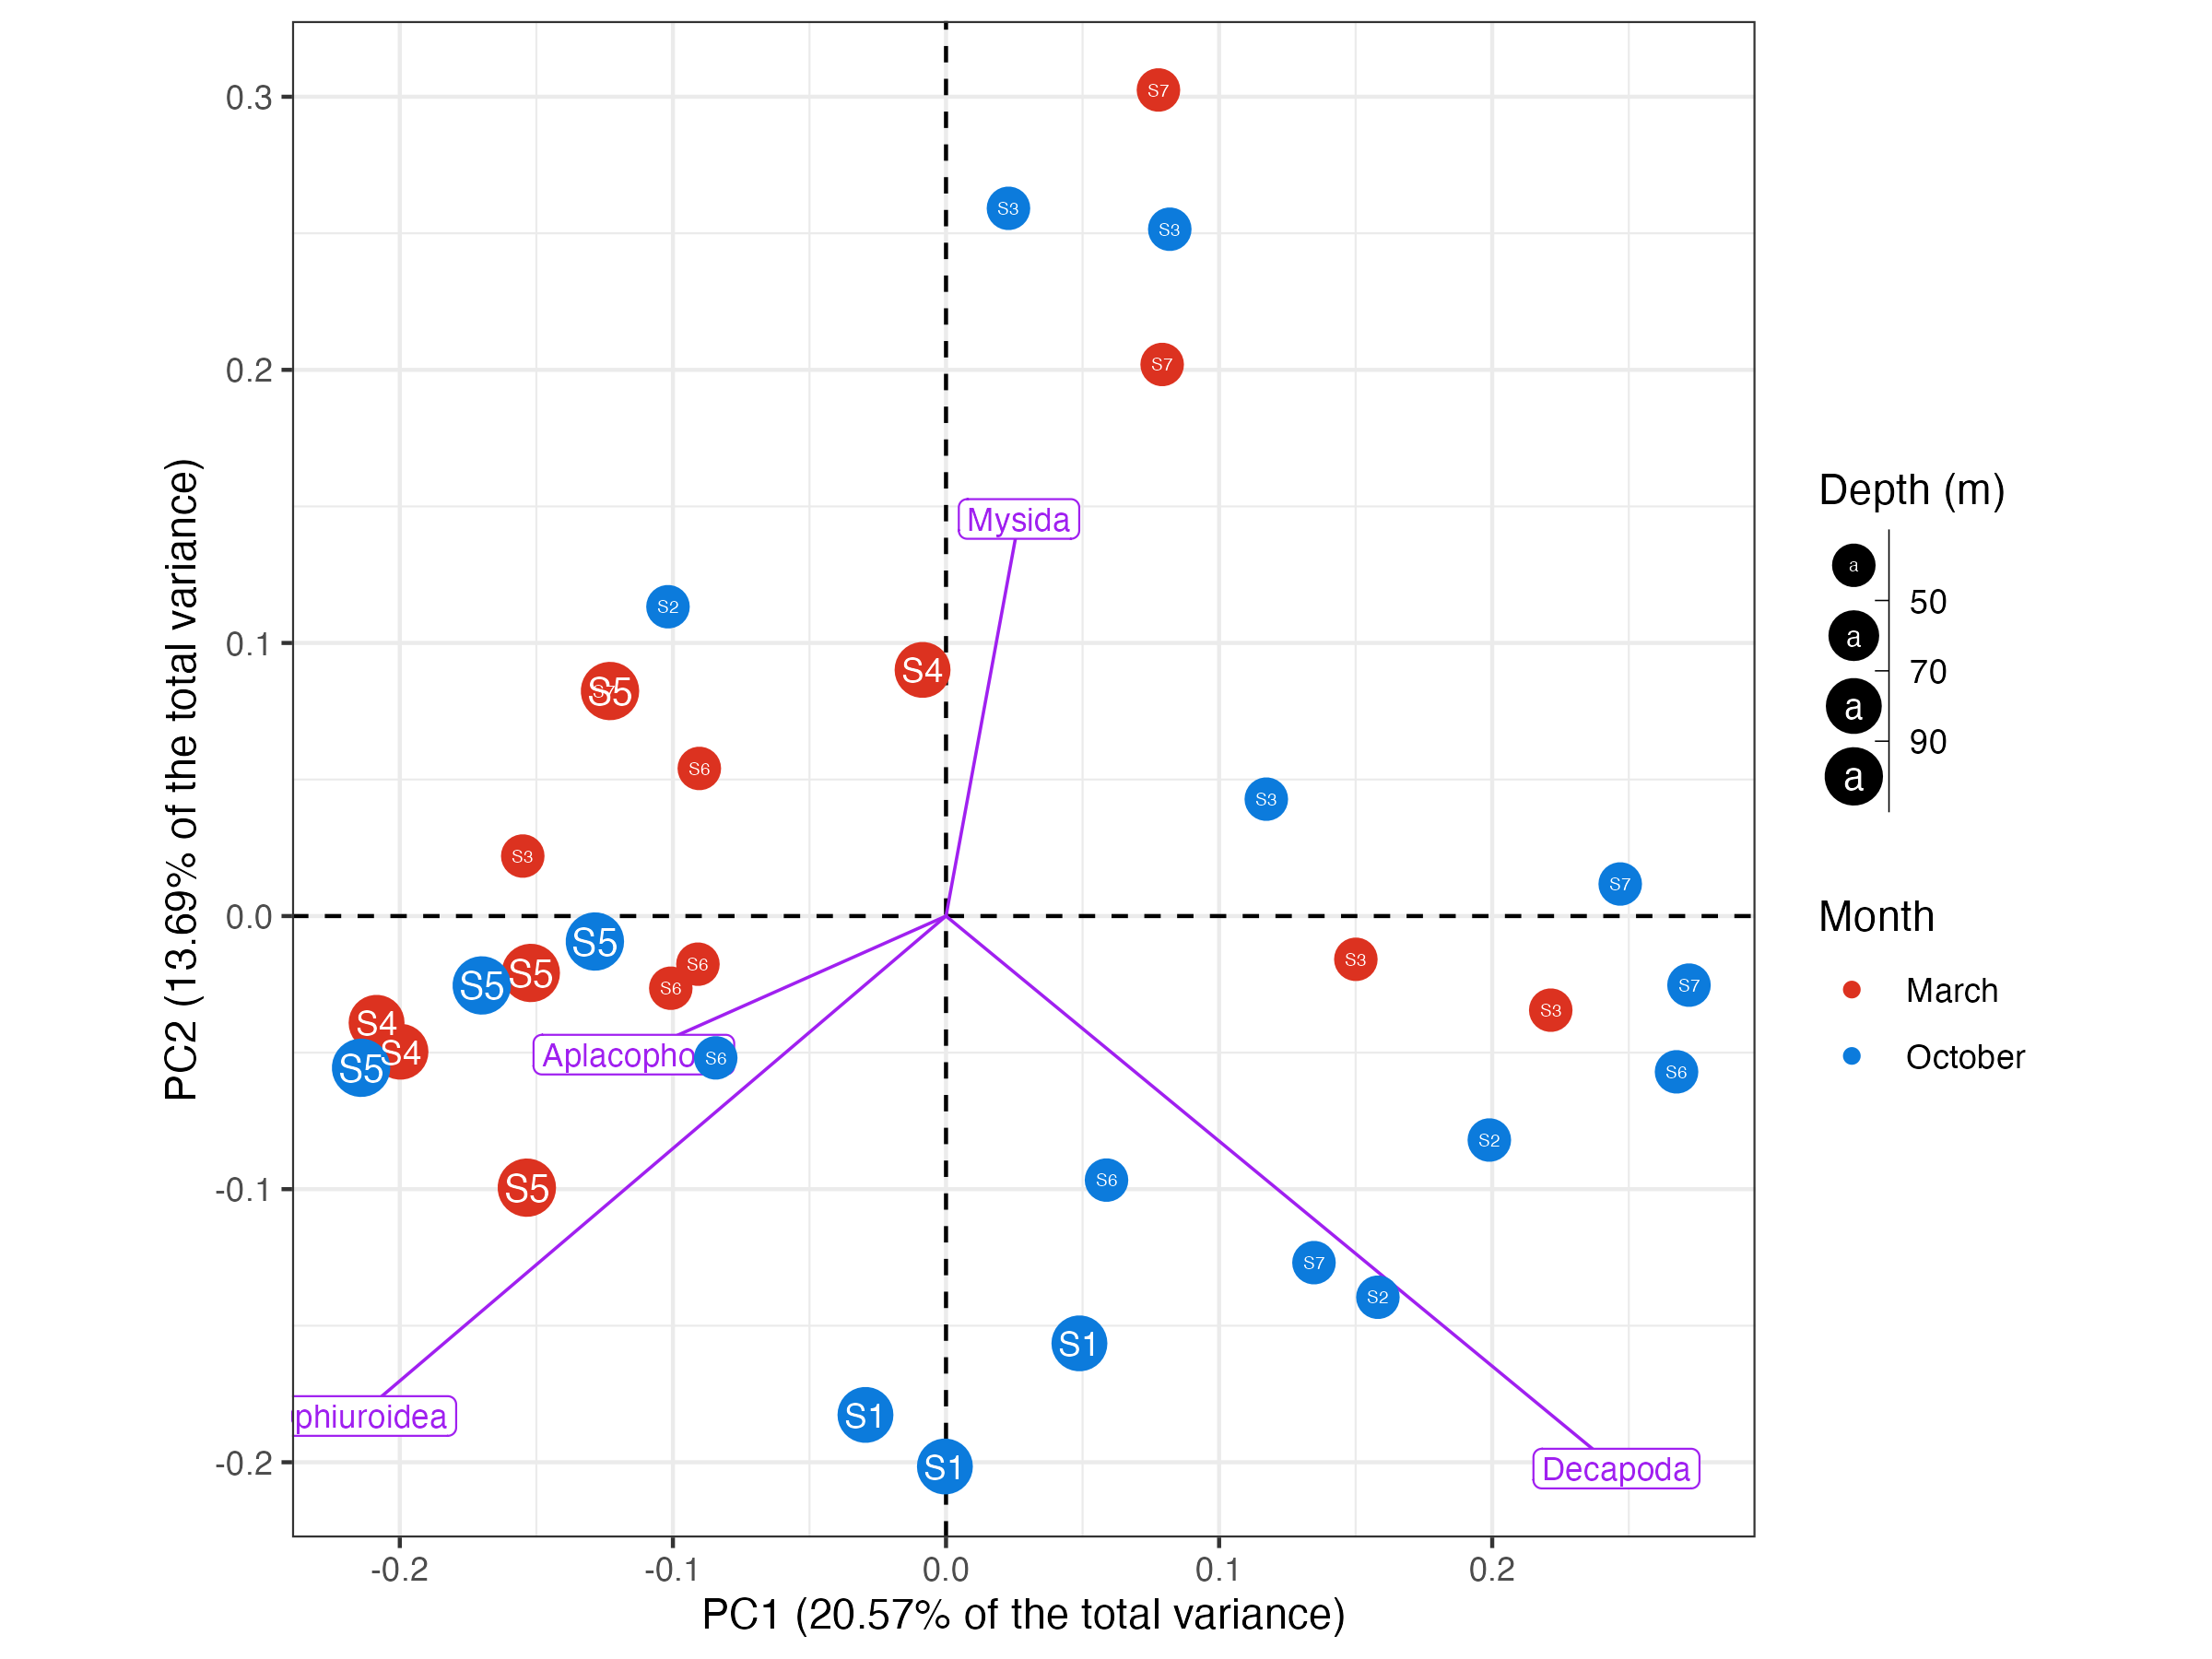 S7
0.3
S3
S3
0.2
S7
Mysida
S2
0.1
S4
S5
S6
S3
S3
S7
0.0
S5
S6
S3
S5
S5
S6
S7
S3
S4
S4
S5
Aplacopho
S6
S6
S2
-0.1
S5
S6
S7
S2
S1
S1
phiuroidea
-0.2
S1
Decapoda
-0.2
-0.1
0.0
0.1
0.2
PC1 (20.57% of the total variance)
PC2 (13.69% of the total variance)
Depth (m)
a
50
a
70
a
90
a
Month
March
October